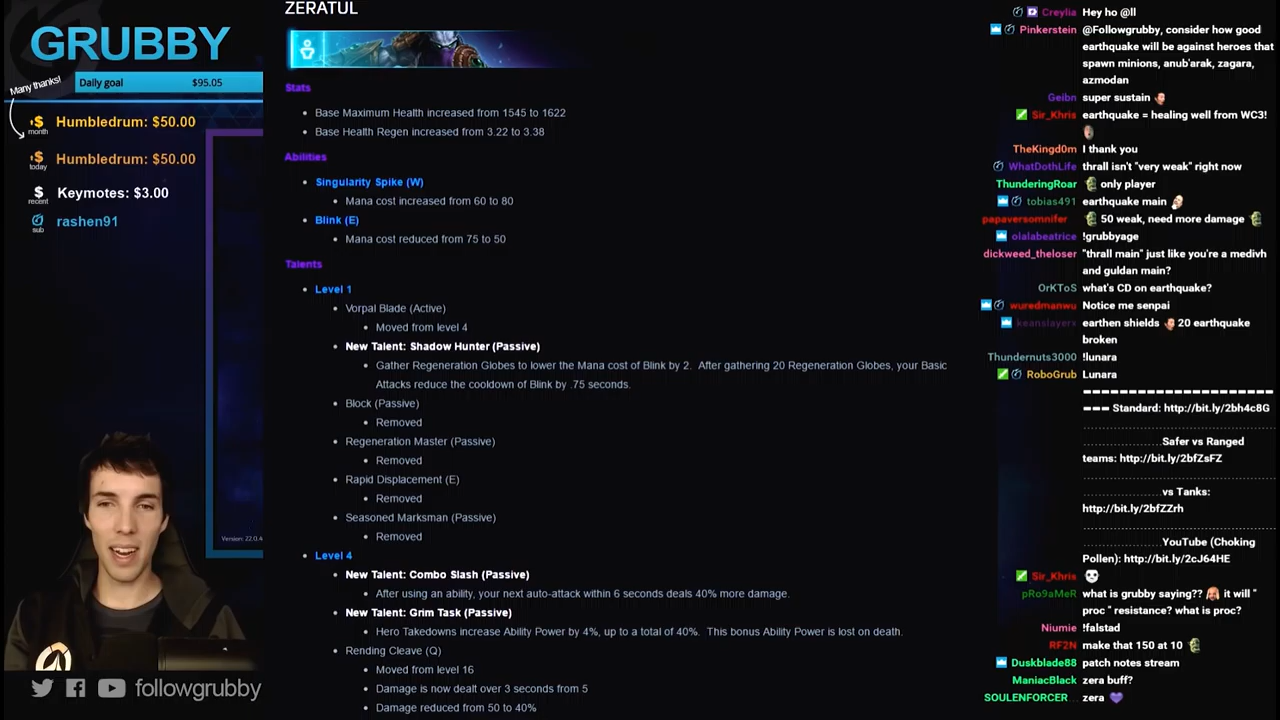 GRUBBY
Many thanks!
Daily goal $95.05
$ month Humbledrum: $50.00
$ today Humbledrum: $50.00
$ recent Keymotes: $3.00
sub rashen91
Version: 22.0.4
followgrubby
ZERATUL
Stats
Base Maximum Health increased from 1545 to 1622
Base Health Regen increased from 3.22 to 3.38
Abilities
Singularity Spike (W)
Mana cost increased from 60 to 80
Blink (E)
Mana cost reduced from 75 to 50
Talents
Level 1
Vorpal Blade (Active)
Moved from level 4
New Talent: Shadow Hunter (Passive)
Gather Regeneration Globes to lower the Mana cost of Blink by 2. After gathering 20 Regeneration Globes, your Basic
Attacks reduce the cooldown of Blink by .75 seconds.
Block (Passive)
Removed
Regeneration Master (Passive)
Removed
Rapid Displacement (E)
Removed
Seasoned Marksman (Passive)
Removed
Level 4
New Talent: Combo Slash (Passive)
After using an ability, your next auto-attack within 6 seconds deals 40% more damage.
New Talent: Grim Task (Passive)
Hero Takedowns increase Ability Power by 4%, up to a total of 40%. This bonus Ability Power is lost on death.
Rending Cleave (Q)
Moved from level 16
Damage is now dealt over 3 seconds from 5
Damage reduced from 50 to 40%
Creylia Hey ho @ll
Pinkerstein @Followgrubby, consider how good
earthquake will be against heroes that
spawn minions, anub'arak, zagara,
azmodan
Geibn super sustain
Sir_Khris earthquake = healing well from WC3!
TheKingd0m I thank you
WhatDothLife thrall isn't "very weak" right now
ThunderingRoar only player
tobias491 earthquake main
papaversomnifer 50 weak, need more damage
olalabeatrice !grubbyage
dickweed_theloser "thrall main" just like you're a medivh
and guldan main?
OrKToS what's CD on earthquake?
wuredmanwu Notice me senpai
keanslayerx earthen shields 20 earthquake
broken
Thundernuts3000 !lunara
RoboGrub Lunara
Standard: http://bit.ly/2bh4c8G
.....................Safer vs Ranged
teams: http://bit.ly/2bfZsFZ
.....................vs Tanks:
http://bit.ly/2bfZZrh
.....................YouTube (Choking
Pollen): http://bit.ly/2cJ64HE
Sir_Khris
pRo9aMeR what is grubby saying?? it will "
proc " resistance? what is proc?
Niumie !falstad
RF2N make that 150 at 10
Duskblade88 patch notes stream
ManiacBlack zera buff?
SOULENFORCER... zera